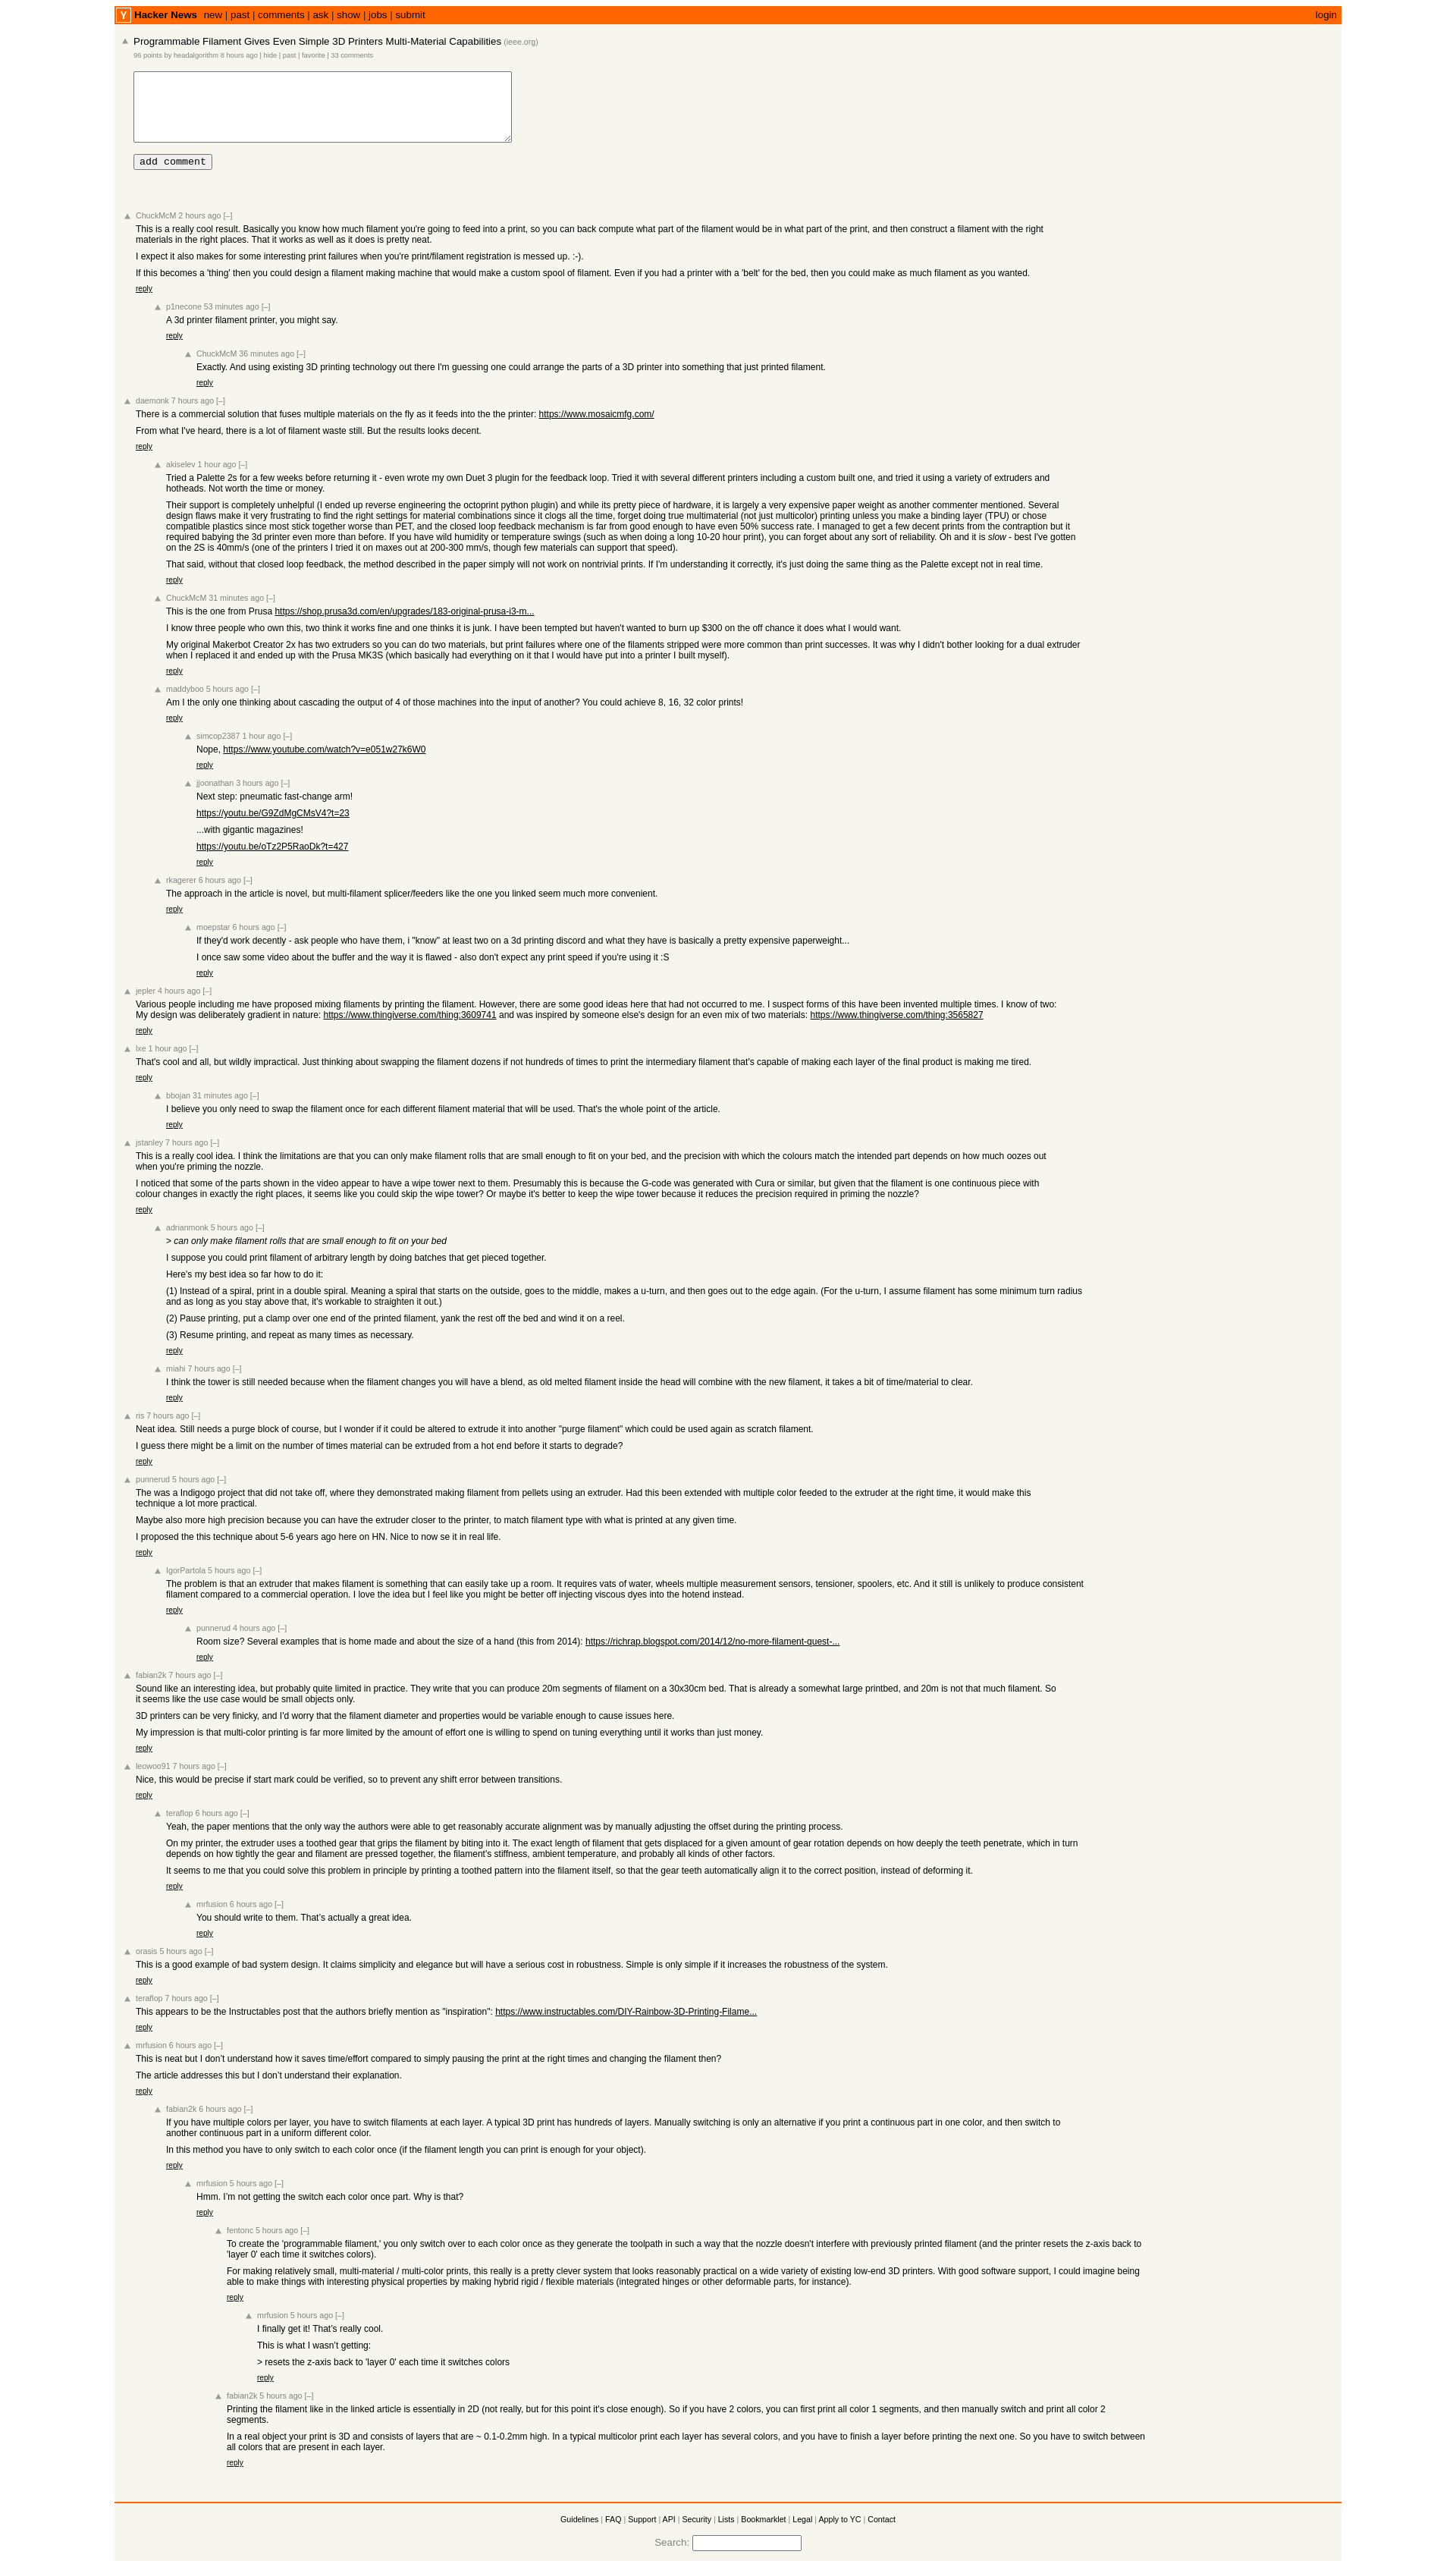 Y Hacker News new | past | comments | ask | show | jobs | submit login
Programmable Filament Gives Even Simple 3D Printers Multi-Material Capabilities (ieee.org)
96 points by headalgorithm 8 hours ago | hide | past | favorite | 33 comments
add comment
ChuckMcM 2 hours ago [–]
This is a really cool result. Basically you know how much filament you're going to feed into a print, so you can back compute what part of the filament would be in what part of the print, and then construct a filament with the right
materials in the right places. That it works as well as it does is pretty neat.
I expect it also makes for some interesting print failures when you're print/filament registration is messed up. :-).
If this becomes a 'thing' then you could design a filament making machine that would make a custom spool of filament. Even if you had a printer with a 'belt' for the bed, then you could make as much filament as you wanted.
reply
p1necone 53 minutes ago [–]
A 3d printer filament printer, you might say.
reply
ChuckMcM 36 minutes ago [–]
Exactly. And using existing 3D printing technology out there I'm guessing one could arrange the parts of a 3D printer into something that just printed filament.
reply
daemonk 7 hours ago [–]
There is a commercial solution that fuses multiple materials on the fly as it feeds into the the printer: https://www.mosaicmfg.com/
From what I've heard, there is a lot of filament waste still. But the results looks decent.
reply
akiselev 1 hour ago [–]
Tried a Palette 2s for a few weeks before returning it - even wrote my own Duet 3 plugin for the feedback loop. Tried it with several different printers including a custom built one, and tried it using a variety of extruders and
hotheads. Not worth the time or money.
Their support is completely unhelpful (I ended up reverse engineering the octoprint python plugin) and while its pretty piece of hardware, it is largely a very expensive paper weight as another commenter mentioned. Several
design flaws make it very frustrating to find the right settings for material combinations since it clogs all the time, forget doing true multimaterial (not just multicolor) printing unless you make a binding layer (TPU) or chose
compatible plastics since most stick together worse than PET, and the closed loop feedback mechanism is far from good enough to have even 50% success rate. I managed to get a few decent prints from the contraption but it
required babying the 3d printer even more than before. If you have wild humidity or temperature swings (such as when doing a long 10-20 hour print), you can forget about any sort of reliability. Oh and it is slow - best I've gotten
on the 2S is 40mm/s (one of the printers I tried it on maxes out at 200-300 mm/s, though few materials can support that speed).
That said, without that closed loop feedback, the method described in the paper simply will not work on nontrivial prints. If I'm understanding it correctly, it's just doing the same thing as the Palette except not in real time.
reply
ChuckMcM 31 minutes ago [–]
This is the one from Prusa https://shop.prusa3d.com/en/upgrades/183-original-prusa-i3-m...
I know three people who own this, two think it works fine and one thinks it is junk. I have been tempted but haven't wanted to burn up $300 on the off chance it does what I would want.
My original Makerbot Creator 2x has two extruders so you can do two materials, but print failures where one of the filaments stripped were more common than print successes. It was why I didn't bother looking for a dual extruder
when I replaced it and ended up with the Prusa MK3S (which basically had everything on it that I would have put into a printer I built myself).
reply
maddyboo 5 hours ago [–]
Am I the only one thinking about cascading the output of 4 of those machines into the input of another? You could achieve 8, 16, 32 color prints!
reply
simcop2387 1 hour ago [–]
Nope, https://www.youtube.com/watch?v=e051w27k6W0
reply
jjoonathan 3 hours ago [–]
Next step: pneumatic fast-change arm!
https://youtu.be/G9ZdMgCMsV4?t=23
...with gigantic magazines!
https://youtu.be/oTz2P5RaoDk?t=427
reply
rkagerer 6 hours ago [–]
The approach in the article is novel, but multi-filament splicer/feeders like the one you linked seem much more convenient.
reply
moepstar 6 hours ago [–]
If they'd work decently - ask people who have them, i "know" at least two on a 3d printing discord and what they have is basically a pretty expensive paperweight...
I once saw some video about the buffer and the way it is flawed - also don't expect any print speed if you're using it :S
reply
jepler 4 hours ago [–]
Various people including me have proposed mixing filaments by printing the filament. However, there are some good ideas here that had not occurred to me. I suspect forms of this have been invented multiple times. I know of two:
My design was deliberately gradient in nature: https://www.thingiverse.com/thing:3609741 and was inspired by someone else's design for an even mix of two materials: https://www.thingiverse.com/thing:3565827
reply
lxe 1 hour ago [–]
That's cool and all, but wildly impractical. Just thinking about swapping the filament dozens if not hundreds of times to print the intermediary filament that's capable of making each layer of the final product is making me tired.
reply
bbojan 31 minutes ago [–]
I believe you only need to swap the filament once for each different filament material that will be used. That's the whole point of the article.
reply
jstanley 7 hours ago [–]
This is a really cool idea. I think the limitations are that you can only make filament rolls that are small enough to fit on your bed, and the precision with which the colours match the intended part depends on how much oozes out
when you're priming the nozzle.
I noticed that some of the parts shown in the video appear to have a wipe tower next to them. Presumably this is because the G-code was generated with Cura or similar, but given that the filament is one continuous piece with
colour changes in exactly the right places, it seems like you could skip the wipe tower? Or maybe it's better to keep the wipe tower because it reduces the precision required in priming the nozzle?
reply
adrianmonk 5 hours ago [–]
> can only make filament rolls that are small enough to fit on your bed
I suppose you could print filament of arbitrary length by doing batches that get pieced together.
Here's my best idea so far how to do it:
(1) Instead of a spiral, print in a double spiral. Meaning a spiral that starts on the outside, goes to the middle, makes a u-turn, and then goes out to the edge again. (For the u-turn, I assume filament has some minimum turn radius
and as long as you stay above that, it's workable to straighten it out.)
(2) Pause printing, put a clamp over one end of the printed filament, yank the rest off the bed and wind it on a reel.
(3) Resume printing, and repeat as many times as necessary.
reply
miahi 7 hours ago [–]
I think the tower is still needed because when the filament changes you will have a blend, as old melted filament inside the head will combine with the new filament, it takes a bit of time/material to clear.
reply
ris 7 hours ago [–]
Neat idea. Still needs a purge block of course, but I wonder if it could be altered to extrude it into another "purge filament" which could be used again as scratch filament.
I guess there might be a limit on the number of times material can be extruded from a hot end before it starts to degrade?
reply
punnerud 5 hours ago [–]
The was a Indigogo project that did not take off, where they demonstrated making filament from pellets using an extruder. Had this been extended with multiple color feeded to the extruder at the right time, it would make this
technique a lot more practical.
Maybe also more high precision because you can have the extruder closer to the printer, to match filament type with what is printed at any given time.
I proposed the this technique about 5-6 years ago here on HN. Nice to now se it in real life.
reply
IgorPartola 5 hours ago [–]
The problem is that an extruder that makes filament is something that can easily take up a room. It requires vats of water, wheels multiple measurement sensors, tensioner, spoolers, etc. And it still is unlikely to produce consistent
filament compared to a commercial operation. I love the idea but I feel like you might be better off injecting viscous dyes into the hotend instead.
reply
punnerud 4 hours ago [–]
Room size? Several examples that is home made and about the size of a hand (this from 2014): https://richrap.blogspot.com/2014/12/no-more-filament-quest-...
reply
fabian2k 7 hours ago [–]
Sound like an interesting idea, but probably quite limited in practice. They write that you can produce 20m segments of filament on a 30x30cm bed. That is already a somewhat large printbed, and 20m is not that much filament. So
it seems like the use case would be small objects only.
3D printers can be very finicky, and I'd worry that the filament diameter and properties would be variable enough to cause issues here.
My impression is that multi-color printing is far more limited by the amount of effort one is willing to spend on tuning everything until it works than just money.
reply
leowoo91 7 hours ago [–]
Nice, this would be precise if start mark could be verified, so to prevent any shift error between transitions.
reply
teraflop 6 hours ago [–]
Yeah, the paper mentions that the only way the authors were able to get reasonably accurate alignment was by manually adjusting the offset during the printing process.
On my printer, the extruder uses a toothed gear that grips the filament by biting into it. The exact length of filament that gets displaced for a given amount of gear rotation depends on how deeply the teeth penetrate, which in turn
depends on how tightly the gear and filament are pressed together, the filament's stiffness, ambient temperature, and probably all kinds of other factors.
It seems to me that you could solve this problem in principle by printing a toothed pattern into the filament itself, so that the gear teeth automatically align it to the correct position, instead of deforming it.
reply
mrfusion 6 hours ago [–]
You should write to them. That's actually a great idea.
reply
orasis 5 hours ago [–]
This is a good example of bad system design. It claims simplicity and elegance but will have a serious cost in robustness. Simple is only simple if it increases the robustness of the system.
reply
teraflop 7 hours ago [–]
This appears to be the Instructables post that the authors briefly mention as "inspiration": https://www.instructables.com/DIY-Rainbow-3D-Printing-Filame...
reply
mrfusion 6 hours ago [–]
This is neat but I don't understand how it saves time/effort compared to simply pausing the print at the right times and changing the filament then?
The article addresses this but I don't understand their explanation.
reply
fabian2k 6 hours ago [–]
If you have multiple colors per layer, you have to switch filaments at each layer. A typical 3D print has hundreds of layers. Manually switching is only an alternative if you print a continuous part in one color, and then switch to
another continuous part in a uniform different color.
In this method you have to only switch to each color once (if the filament length you can print is enough for your object).
reply
mrfusion 5 hours ago [–]
Hmm. I'm not getting the switch each color once part. Why is that?
reply
fentonc 5 hours ago [–]
To create the 'programmable filament,' you only switch over to each color once as they generate the toolpath in such a way that the nozzle doesn't interfere with previously printed filament (and the printer resets the z-axis back to
'layer 0' each time it switches colors).
For making relatively small, multi-material / multi-color prints, this really is a pretty clever system that looks reasonably practical on a wide variety of existing low-end 3D printers. With good software support, I could imagine being
able to make things with interesting physical properties by making hybrid rigid / flexible materials (integrated hinges or other deformable parts, for instance).
reply
mrfusion 5 hours ago [–]
I finally get it! That's really cool.
This is what I wasn't getting:
> resets the z-axis back to 'layer 0' each time it switches colors
reply
fabian2k 5 hours ago [–]
Printing the filament like in the linked article is essentially in 2D (not really, but for this point it's close enough). So if you have 2 colors, you can first print all color 1 segments, and then manually switch and print all color 2
segments.
In a real object your print is 3D and consists of layers that are ~ 0.1-0.2mm high. In a typical multicolor print each layer has several colors, and you have to finish a layer before printing the next one. So you have to switch between
all colors that are present in each layer.
reply
Guidelines | FAQ | Support | API | Security | Lists | Bookmarklet | Legal | Apply to YC | Contact
Search: